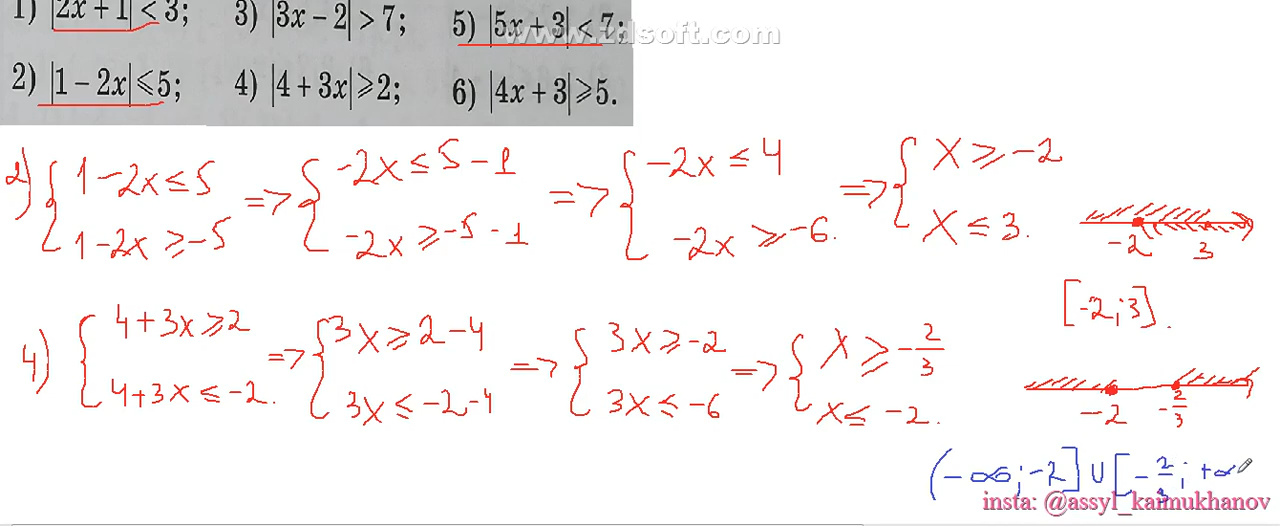 1) |2x + 1| < 3; 3) |3x − 2| > 7; 5) |5x + 3| < 7;
www.zdsoft.com
2) |1 − 2x| ⩽ 5; 4) |4 + 3x| ⩾ 2; 6) |4x + 3| ⩾ 5.
2) { 1 − 2x ≤ 5 => { -2x ≤ 5 - 1 => { -2x ≤ 4 => { x ≥ -2
1 - 2x ≥ -5 -2x ≥ -5 - 1 -2x ≥ -6. x ≤ 3.
-2 3
[-2; 3].
4) { 4 + 3x ≥ 2 => { 3x ≥ 2 - 4 => { 3x ≥ -2 => { x ≥ -2/3
4 + 3x ≤ -2. 3x ≤ -2 - 4 3x ≤ -6 x ≤ -2.
-2 -2/3
(-∞; -2] ∪ [-2/3; +∞
insta: @assyl_kaimukhanov